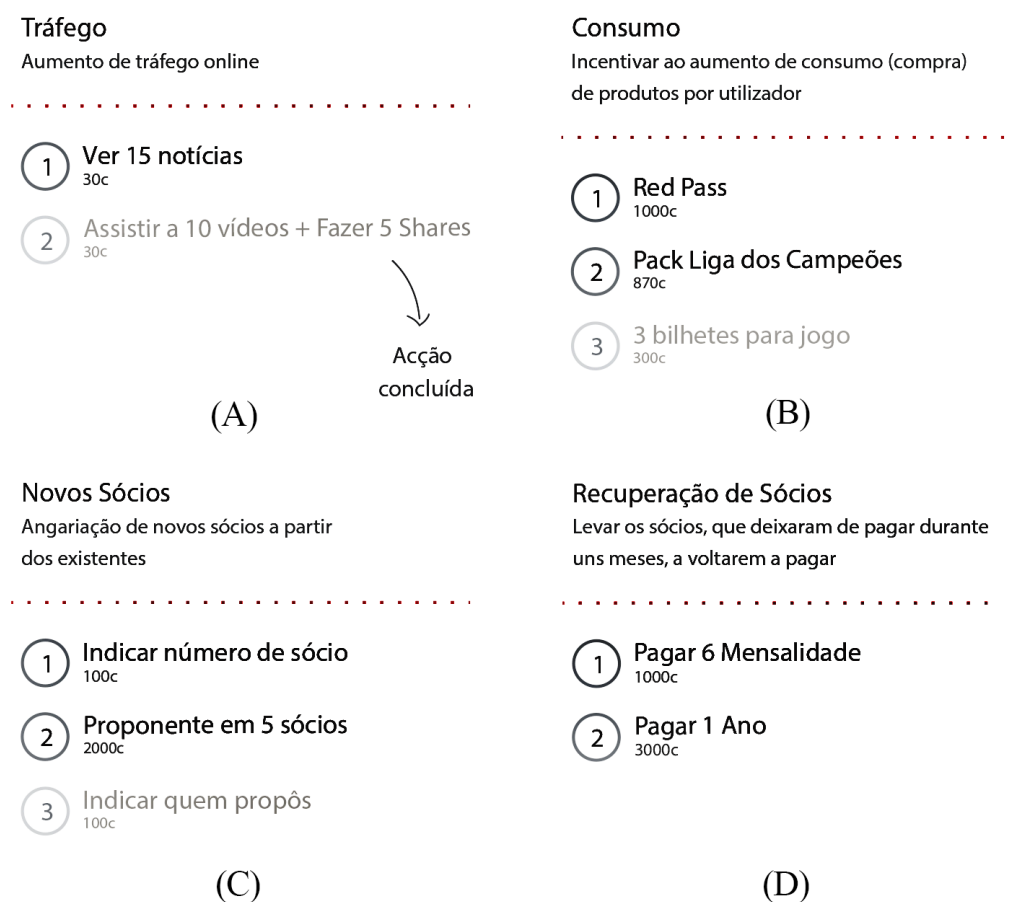 Tráfego
Aumento de tráfego online
1
Ver 15 notícias
30c
2
Assistir a 10 vídeos + Fazer 5 Shares
30c
Acção
concluída
(A)
Consumo
Incentivar ao aumento de consumo (compra)
de produtos por utilizador
1
Red Pass
1000c
2
Pack Liga dos Campeões
870c
3
3 bilhetes para jogo
300c
(B)
Novos Sócios
Angariação de novos sócios a partir
dos existentes
1
Indicar número de sócio
100c
2
Proponente em 5 sócios
2000c
3
Indicar quem propôs
100c
(C)
Recuperação de Sócios
Levar os sócios, que deixaram de pagar durante
uns meses, a voltarem a pagar
1
Pagar 6 Mensalidade
1000c
2
Pagar 1 Ano
3000c
(D)